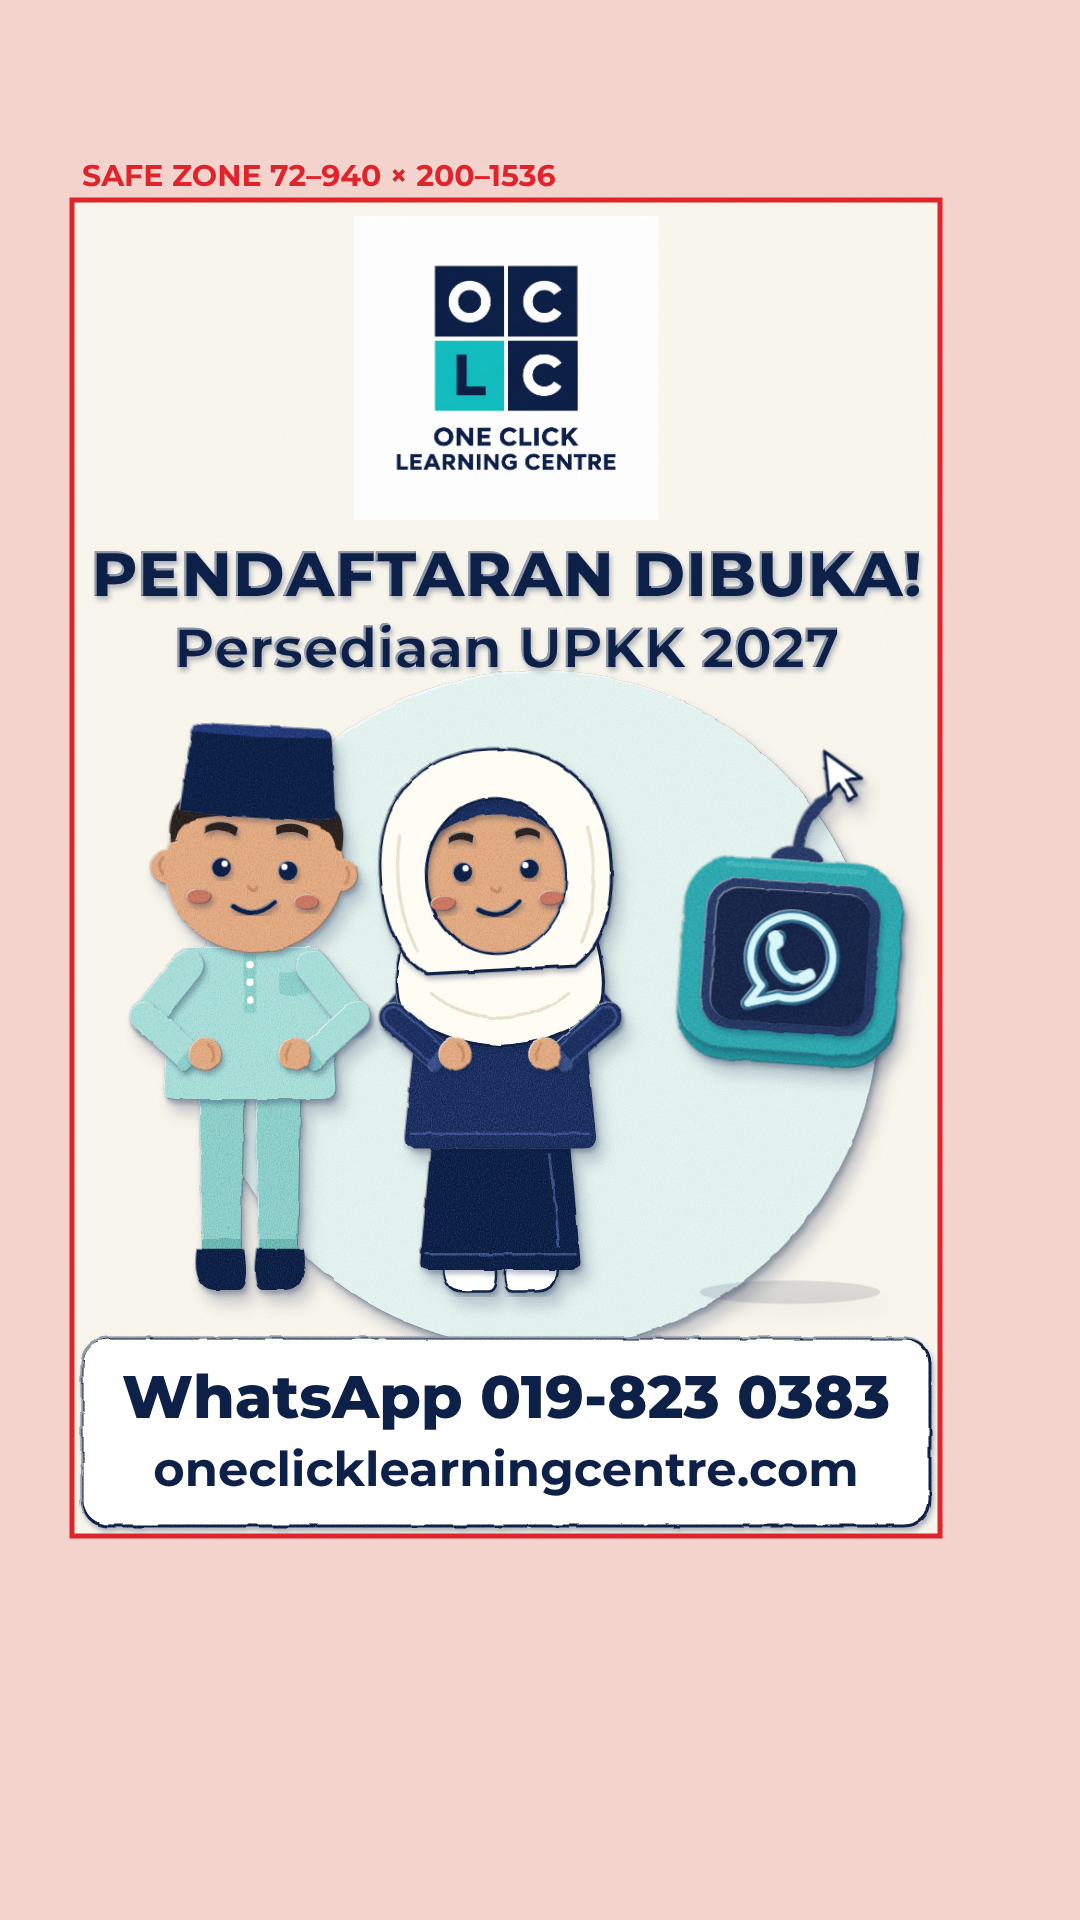 SAFE ZONE 72–940 × 200–1536
O C
L C
ONE CLICK
LEARNING CENTRE
PENDAFTARAN DIBUKA!
Persediaan UPKK 2027
WhatsApp 019-823 0383
oneclicklearningcentre.com